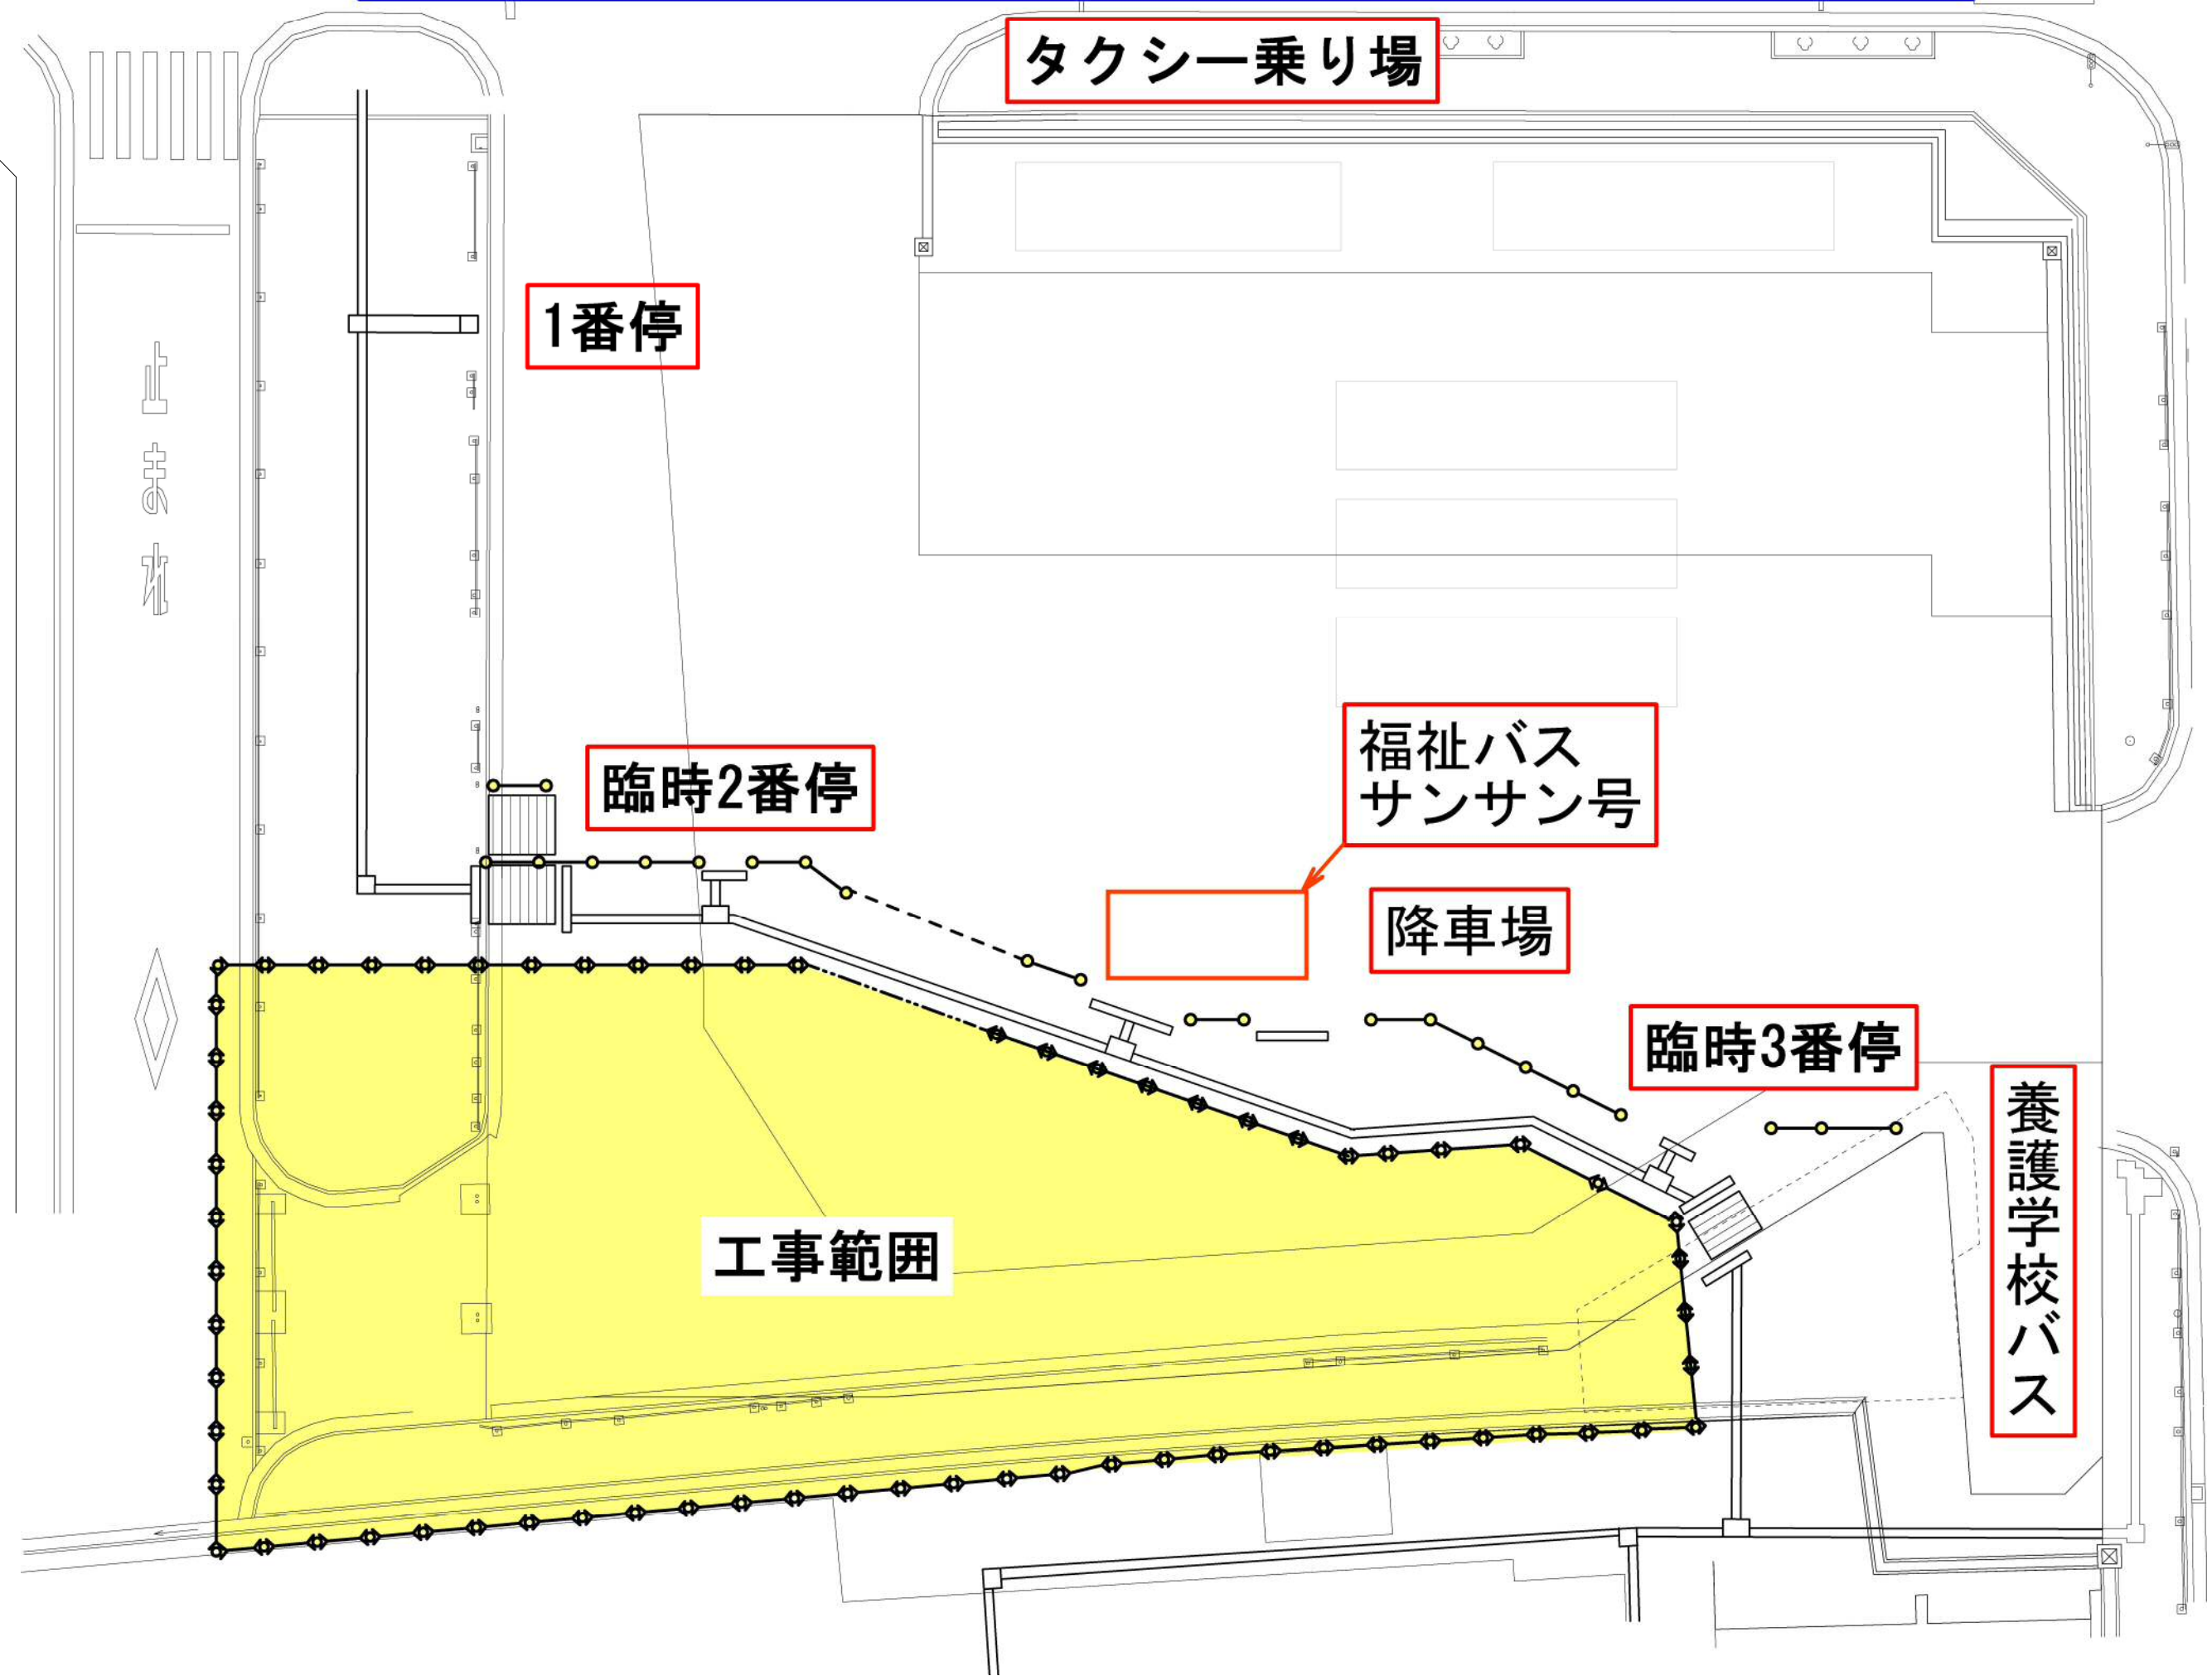 タクシー乗り場
1番停
止まれ
臨時2番停
福祉バス
サンサン号
降車場
臨時3番停
養護学校バス
工事範囲